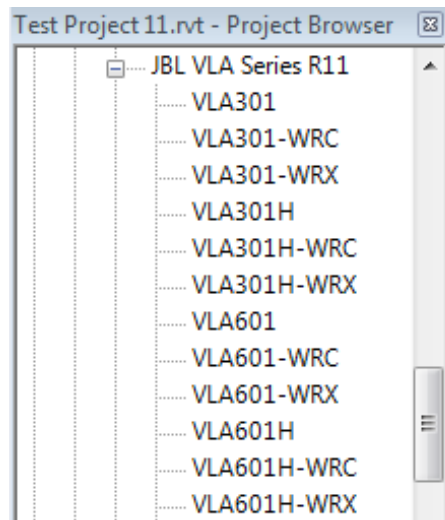 Test Project 11.rvt - Project Browser
JBL VLA Series R11
VLA301
VLA301-WRC
VLA301-WRX
VLA301H
VLA301H-WRC
VLA301H-WRX
VLA601
VLA601-WRC
VLA601-WRX
VLA601H
VLA601H-WRC
VLA601H-WRX